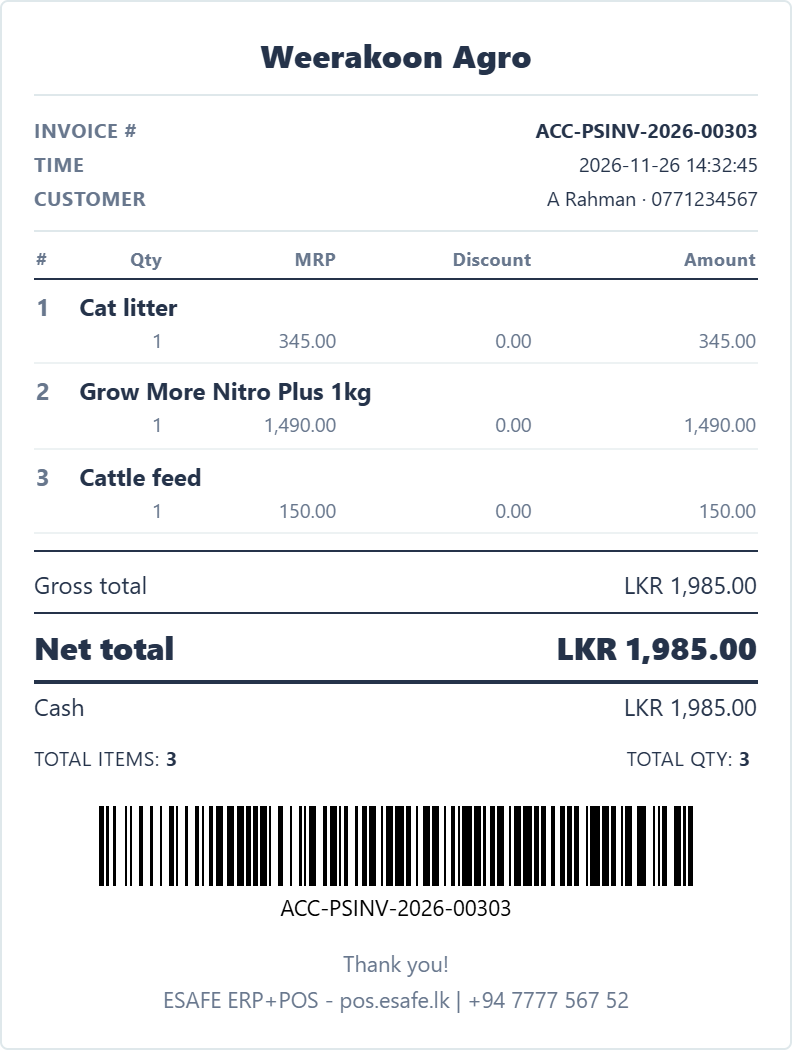 Weerakoon Agro
INVOICE # ACC-PSINV-2026-00303
TIME 2026-11-26 14:32:45
CUSTOMER A Rahman · 0771234567
# Qty MRP Discount Amount
1 Cat litter
1 345.00 0.00 345.00
2 Grow More Nitro Plus 1kg
1 1,490.00 0.00 1,490.00
3 Cattle feed
1 150.00 0.00 150.00
Gross total LKR 1,985.00
Net total LKR 1,985.00
Cash LKR 1,985.00
TOTAL ITEMS: 3 TOTAL QTY: 3
ACC-PSINV-2026-00303
Thank you!
ESAFE ERP+POS - pos.esafe.lk | +94 7777 567 52